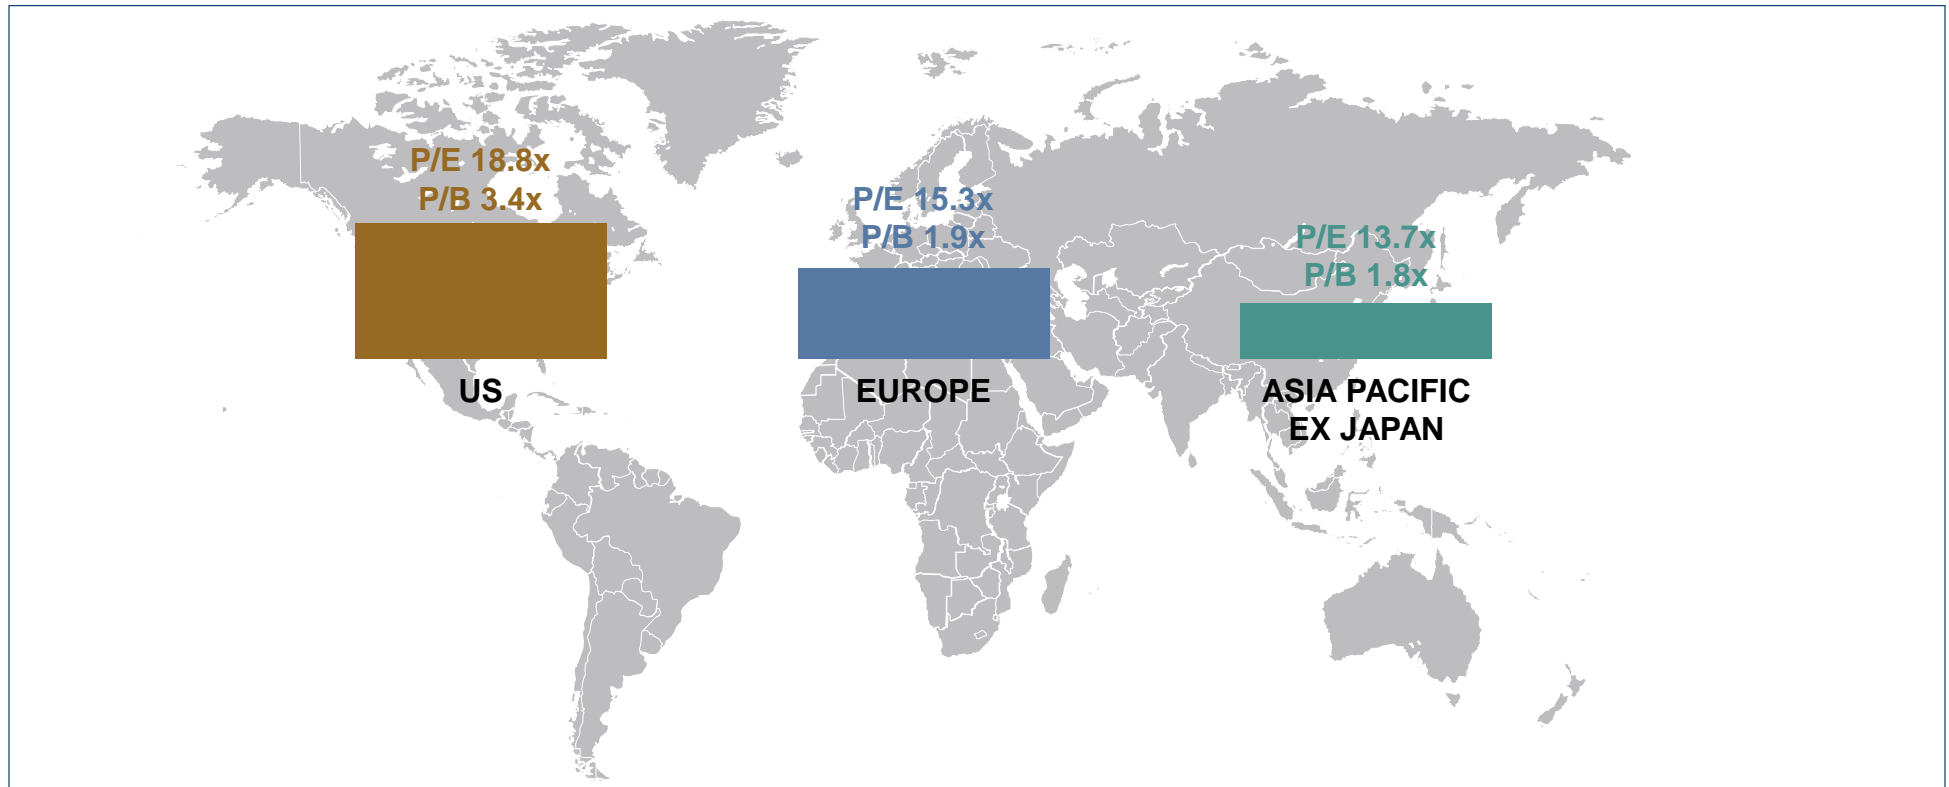 P/E 18.8x
P/B 3.4x
US
P/E 15.3x
P/B 1.9x
EUROPE
P/E 13.7x
P/B 1.8x
ASIA PACIFIC
EX JAPAN